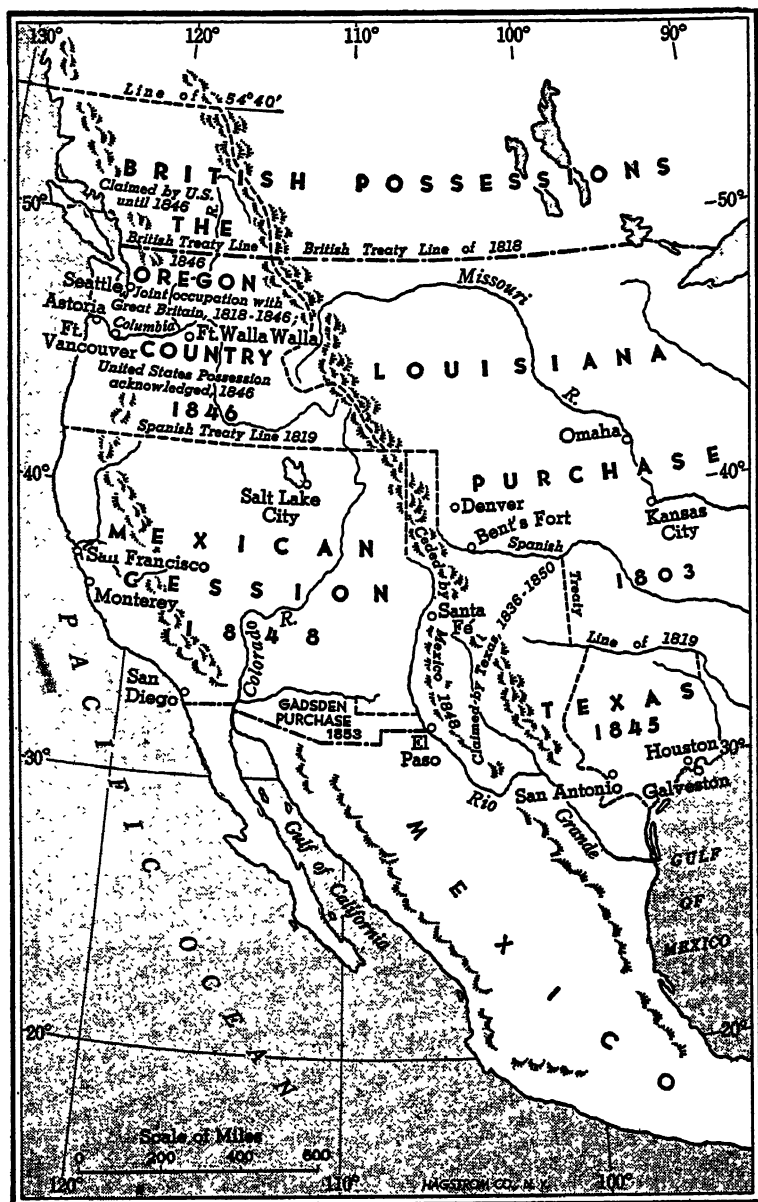 130° 120° 110° 100° 90°
Line of 54°40'
BRITISH POSSESSIONS
Claimed by U.S.
until 1846
50°
50°
R.
THE
British Treaty Line
1846
British Treaty Line of 1818
OREGON
Missouri
Seattle
Joint occupation with
Great Britain, 1818-1846;
Astoria
Columbia
Ft. Walla Walla
Ft.
Vancouver
COUNTRY
LOUISIANA
United States Possession
acknowledged, 1846
1846
R.
Spanish Treaty Line 1819
Omaha
40°
40°
PURCHASE
Salt Lake
City
Denver
Kansas
City
Bent's Fort
MEXICAN
Spanish
San Francisco
Ceded by
Mexico - 1848
1803
CESSION
Treaty
Monterey
Claimed by Texas, 1836-1850
Santa
Fé
R.
1848
Line of 1819
Colorado
PACIFIC OCEAN
San
Diego
GADSDEN
PURCHASE
1853
TEXAS
1845
El
Paso
Houston
30°
30°
San Antonio
Galveston
Rio
Grande
MEXICO
Gulf of California
GULF
OF
MEXICO
20°
20°
Scale of Miles
0 200 400 600
HAGSTROM CO., N. Y.
120° 110° 100°